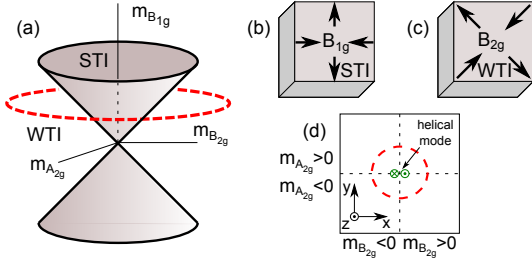 (a)
m_B1g
STI
WTI
m_B2g
m_A2g
(b)
B1g
STI
(c)
B2g
WTI
(d)
helical
mode
m_A2g>0
m_A2g<0
y
z
x
m_B2g<0 m_B2g>0